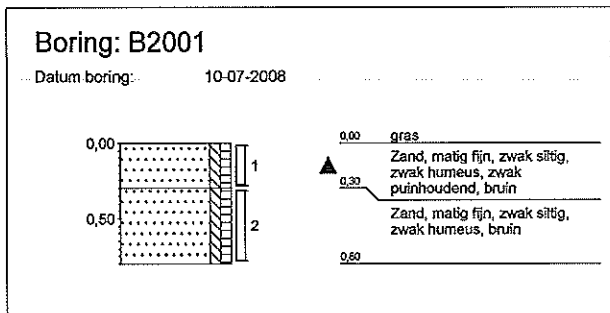 Boring: B2001
Datum boring: 10-07-2008
0,00
0,50
1
2
0,00 gras
Zand, matig fijn, zwak siltig,
zwak humeus, zwak
puinhoudend, bruin
0,30
Zand, matig fijn, zwak siltig,
zwak humeus, bruin
0,80